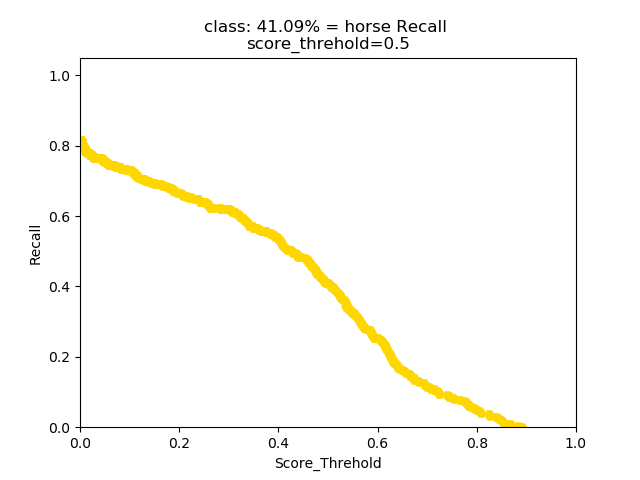 class: 41.09% = horse Recall
score_threhold=0.5
Recall
1.0
0.8
0.6
0.4
0.2
0.0
0.0 0.2 0.4 0.6 0.8 1.0
Score_Threhold